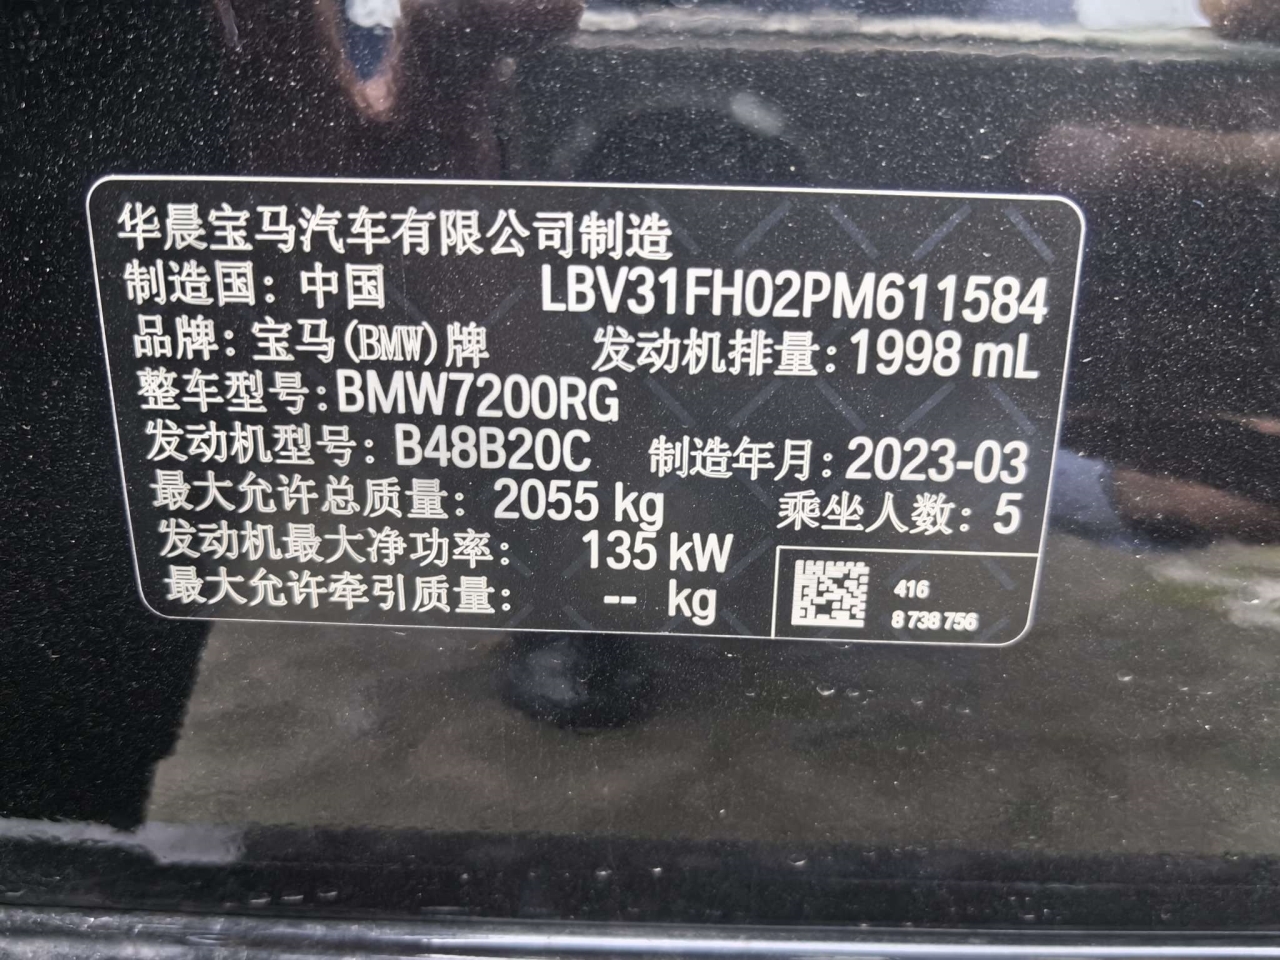 华晨宝马汽车有限公司制造
制造国：中国 LBV31FH02PM611584
品牌：宝马(BMW)牌 发动机排量：1998 mL
整车型号：BMW7200RG
发动机型号：B48B20C 制造年月：2023-03
最大允许总质量：2055 kg 乘坐人数：5
发动机最大净功率：135 kW
最大允许牵引质量：-- kg
416
8 738 756